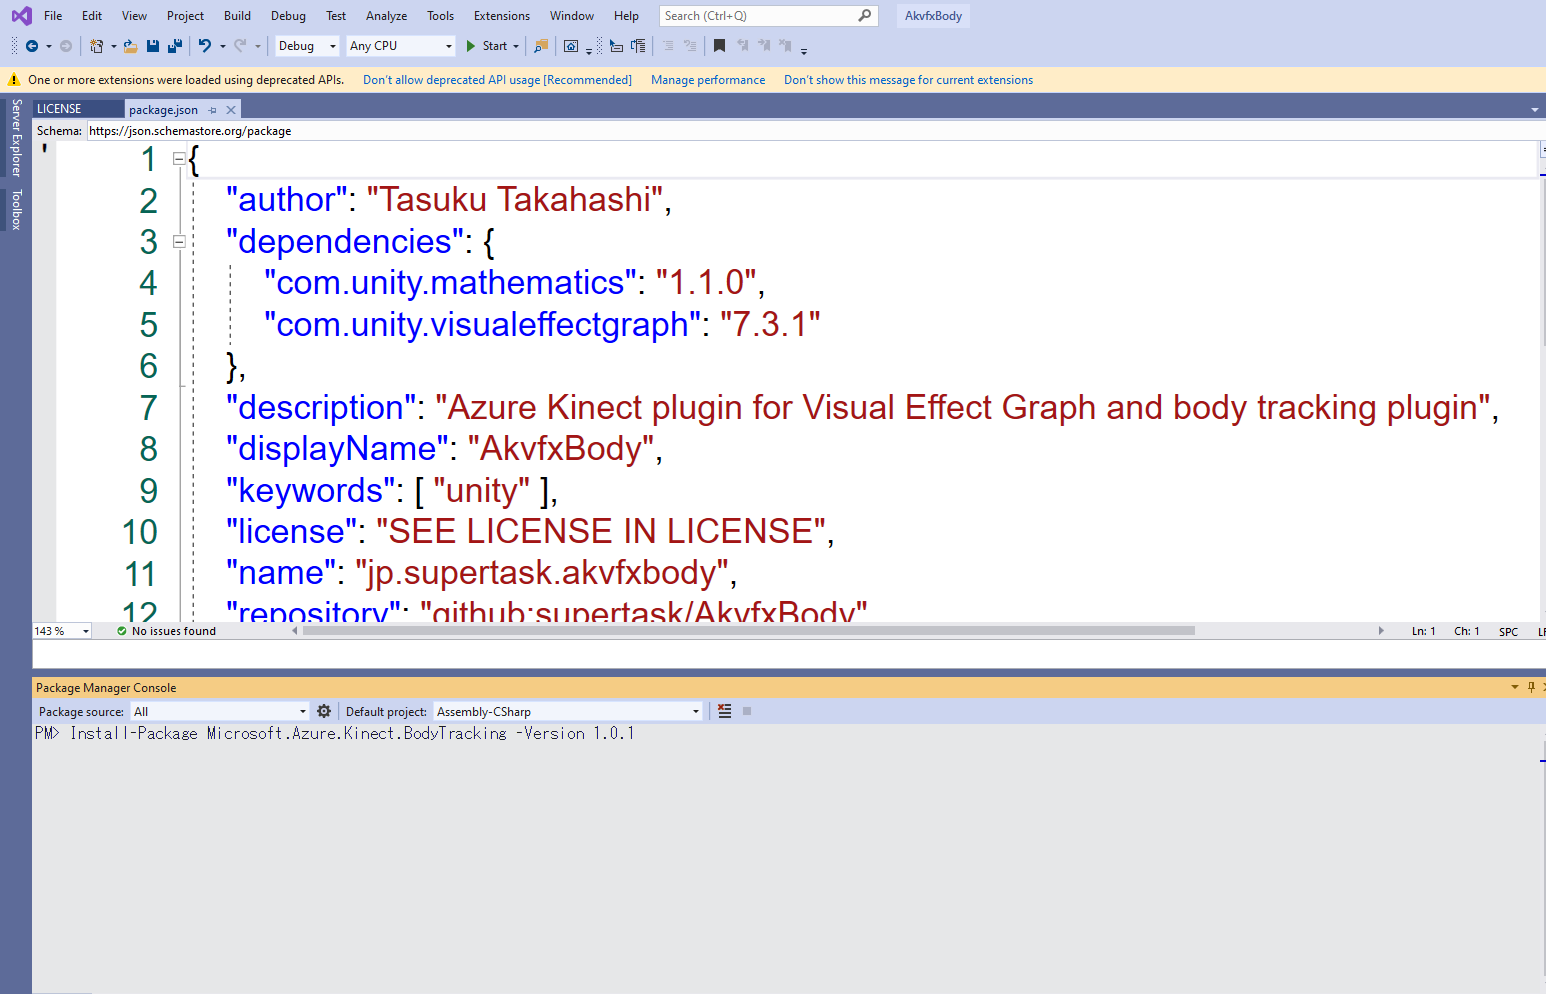 File Edit View Project Build Debug Test Analyze Tools Extensions Window Help Search (Ctrl+Q) AkvfxBody
Debug Any CPU Start
One or more extensions were loaded using deprecated APIs. Don't allow deprecated API usage [Recommended] Manage performance Don't show this message for current extensions
Server Explorer
Toolbox
LICENSE package.json
Schema: https://json.schemastore.org/package
1 {
2 "author": "Tasuku Takahashi",
3 "dependencies": {
4 "com.unity.mathematics": "1.1.0",
5 "com.unity.visualeffectgraph": "7.3.1"
6 },
7 "description": "Azure Kinect plugin for Visual Effect Graph and body tracking plugin",
8 "displayName": "AkvfxBody",
9 "keywords": [ "unity" ],
10 "license": "SEE LICENSE IN LICENSE",
11 "name": "jp.supertask.akvfxbody",
12 "repository": "github:supertask/AkvfxBody"
143 % No issues found Ln: 1 Ch: 1 SPC LF
Package Manager Console
Package source: All Default project: Assembly-CSharp
PM> Install-Package Microsoft.Azure.Kinect.BodyTracking -Version 1.0.1